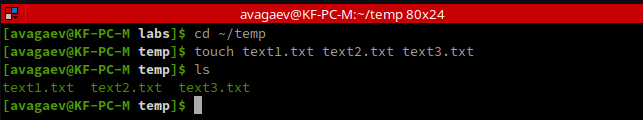 avagaev@KF-PC-M:~/temp 80x24
[avagaev@KF-PC-M labs]$ cd ~/temp
[avagaev@KF-PC-M temp]$ touch text1.txt text2.txt text3.txt
[avagaev@KF-PC-M temp]$ ls
text1.txt  text2.txt  text3.txt
[avagaev@KF-PC-M temp]$